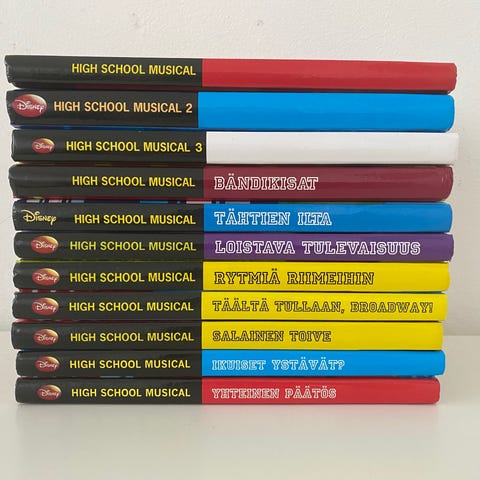 HIGH SCHOOL MUSICAL
Disney HIGH SCHOOL MUSICAL 2
Disney HIGH SCHOOL MUSICAL 3
HIGH SCHOOL MUSICAL BÄNDIKISAT
Disney HIGH SCHOOL MUSICAL TÄHTIEN ILTA
Disney HIGH SCHOOL MUSICAL LOISTAVA TULEVAISUUS
Disney HIGH SCHOOL MUSICAL RYTMIÄ RIIMEIHIN
Disney HIGH SCHOOL MUSICAL TÄÄLTÄ TULLAAN, BROADWAY!
Disney HIGH SCHOOL MUSICAL SALAINEN TOIVE
Disney HIGH SCHOOL MUSICAL IKUISET YSTÄVÄT?
Disney HIGH SCHOOL MUSICAL YHTEINEN PÄÄTÖS